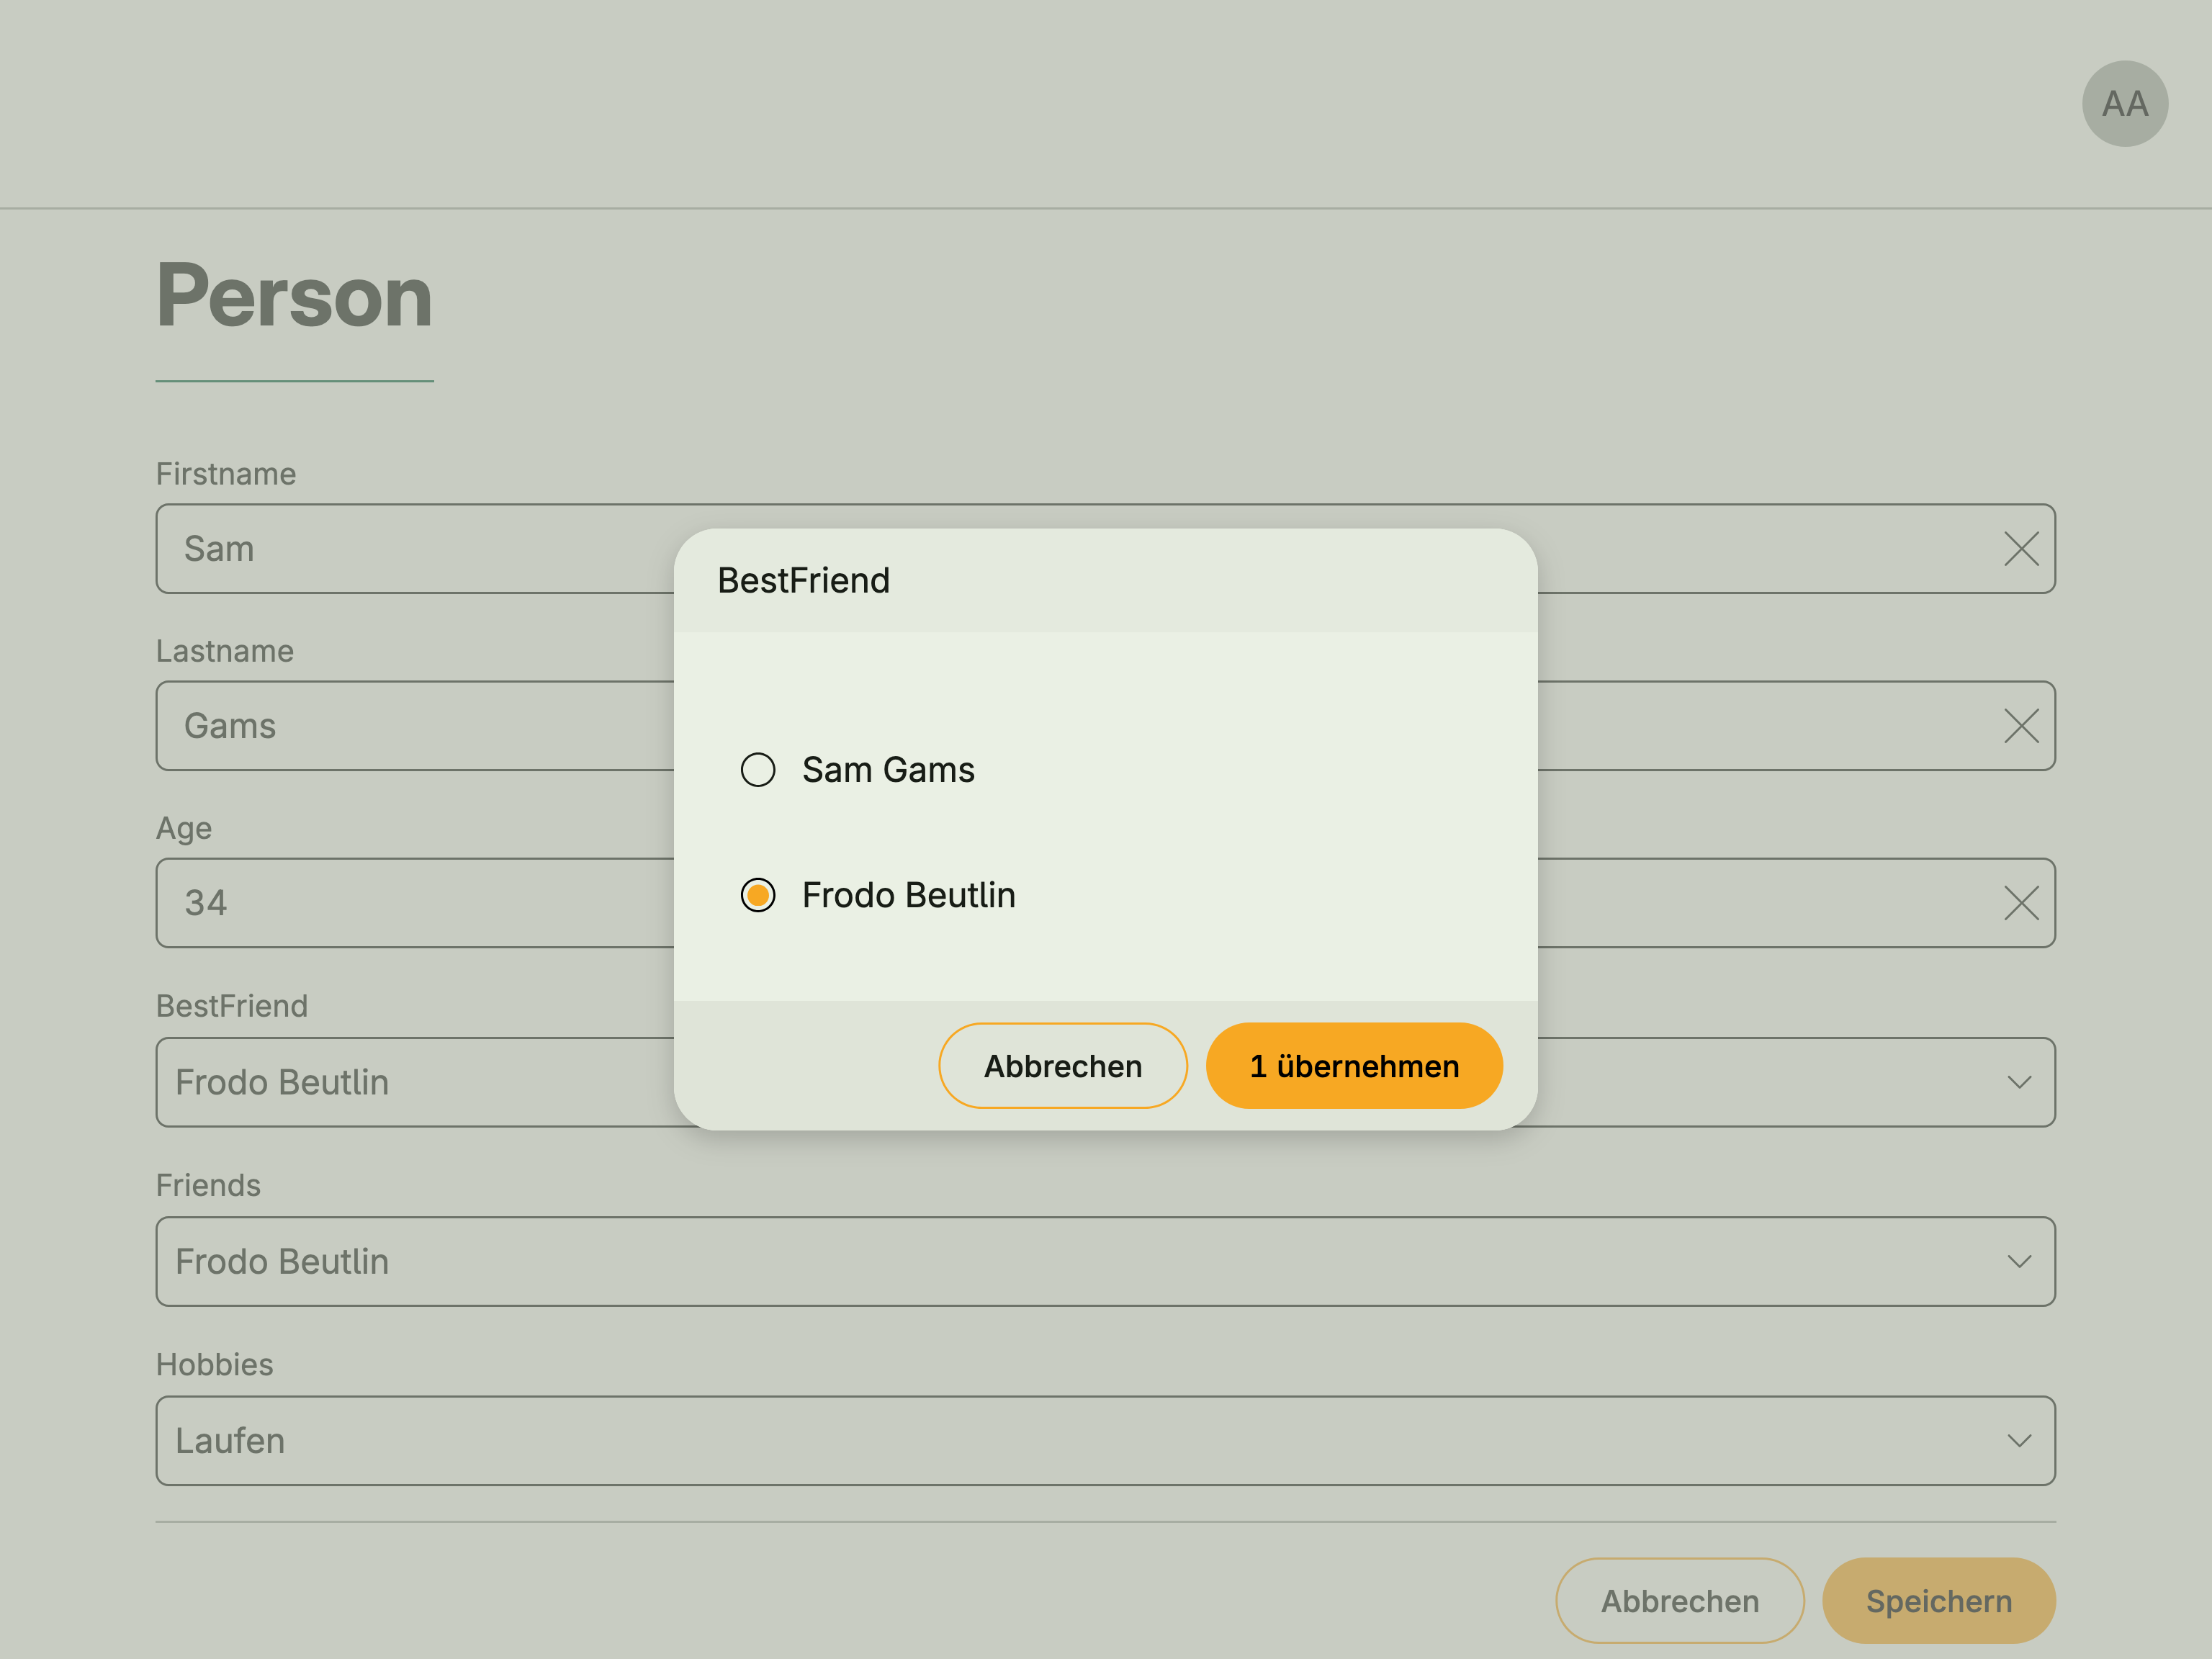 AA
Person
Firstname
Sam
Lastname
Gams
Age
34
BestFriend
Frodo Beutlin
Friends
Frodo Beutlin
Hobbies
Laufen
Abbrechen
Speichern
BestFriend
Sam Gams
Frodo Beutlin
Abbrechen
1 übernehmen